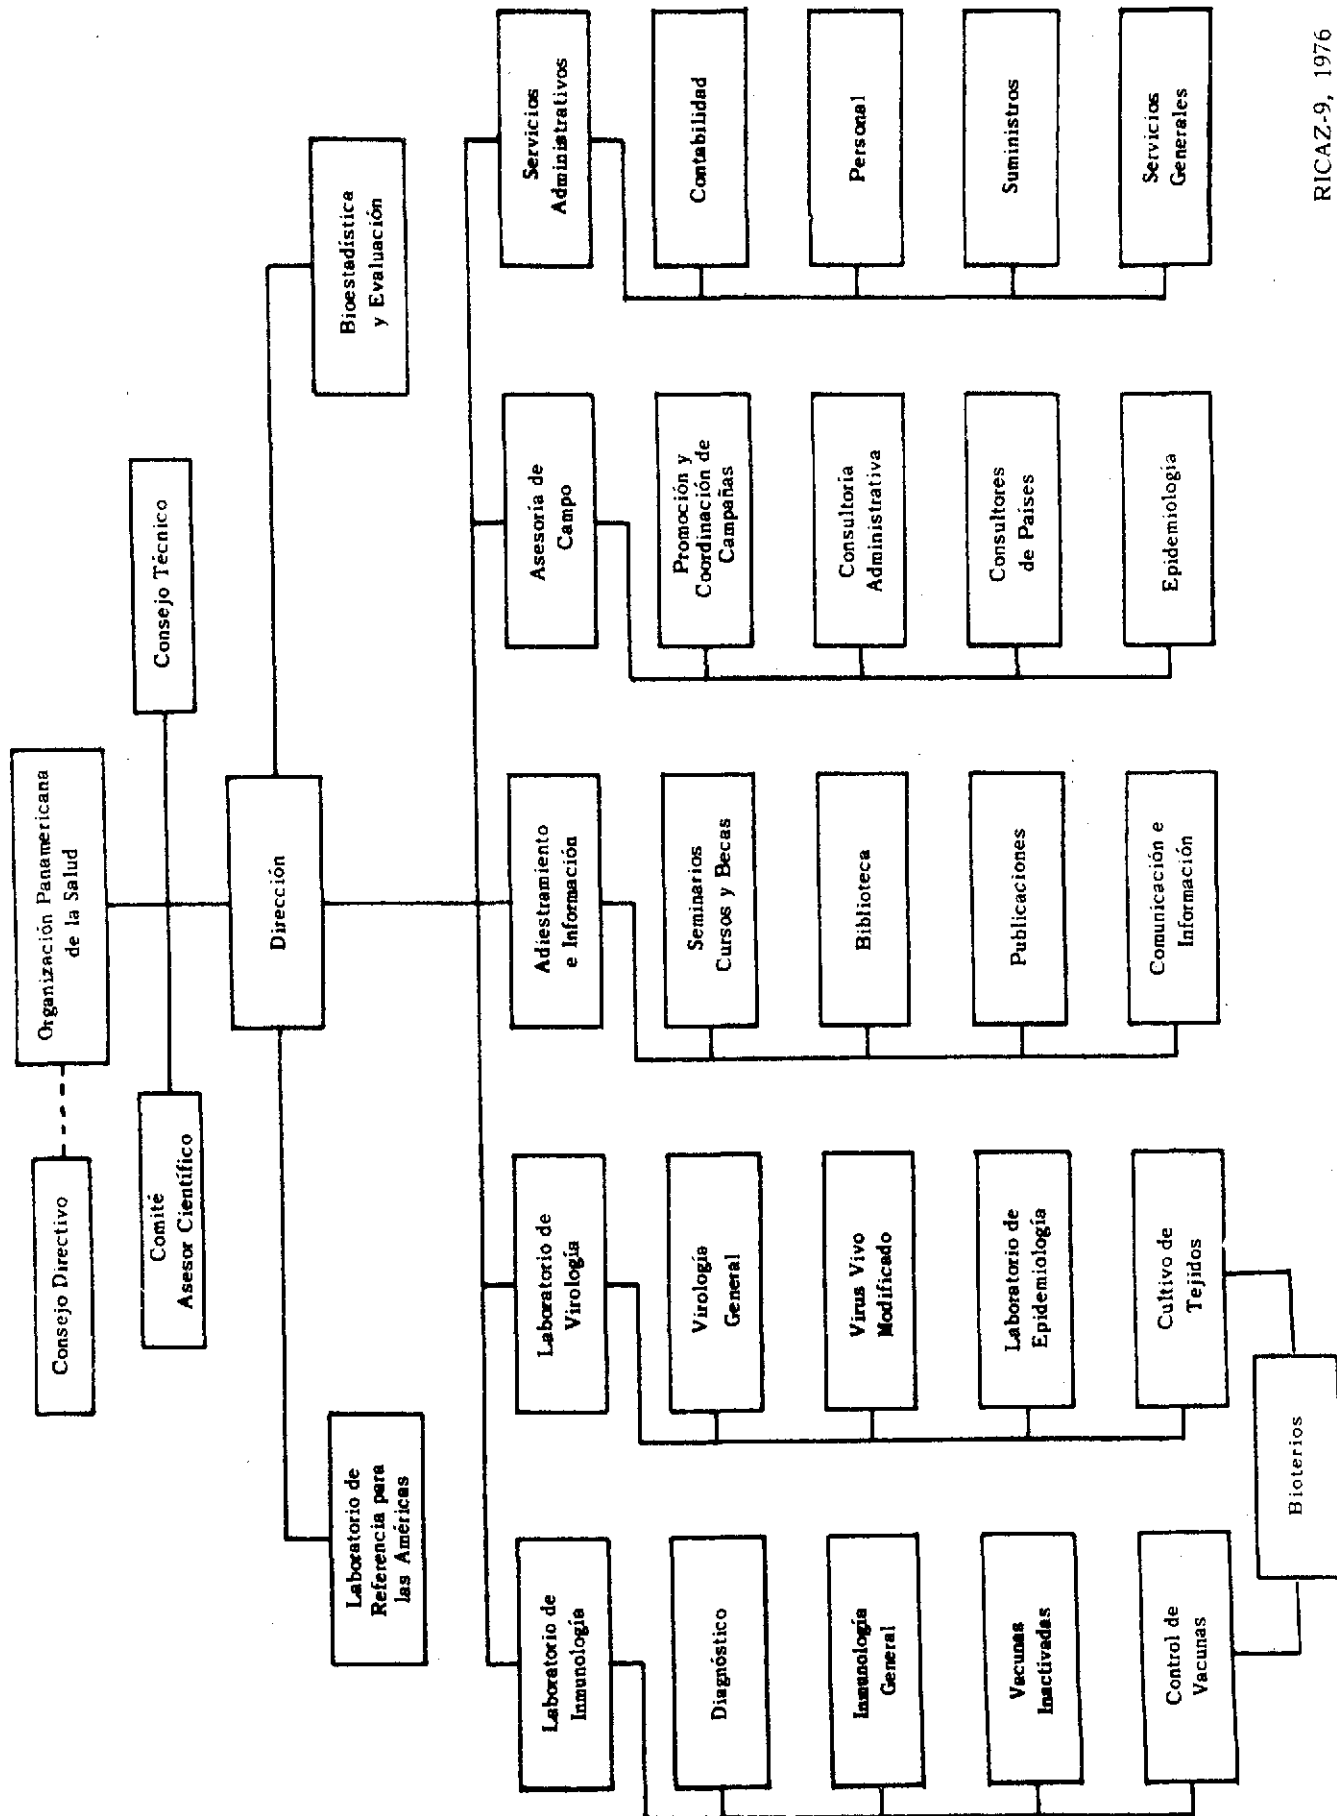 Organización Panamericana
de la Salud
Consejo Directivo
Consejo Técnico
Comité
Asesor Científico
Dirección
Laboratorio de
Referencia para
las Américas
Bioestadística
y Evaluación
Laboratorio de
Inmunología
Diagnóstico
Inmunología
General
Vacunas
Inactivadas
Control de
Vacunas
Laboratorio de
Virología
Virología
General
Virus Vivo
Modificado
Laboratorio de
Epidemiología
Cultivo de
Tejidos
Bioterios
Adiestramiento
e Información
Seminarios
Cursos y Becas
Biblioteca
Publicaciones
Comunicación e
Información
Asesoría de
Campo
Promoción y
Coordinación de
Campañas
Consultoria
Administrativa
Consultores
de Países
Epidemiología
Servicios
Administrativos
Contabilidad
Personal
Suministros
Servicios
Generales
RICAZ-9, 1976